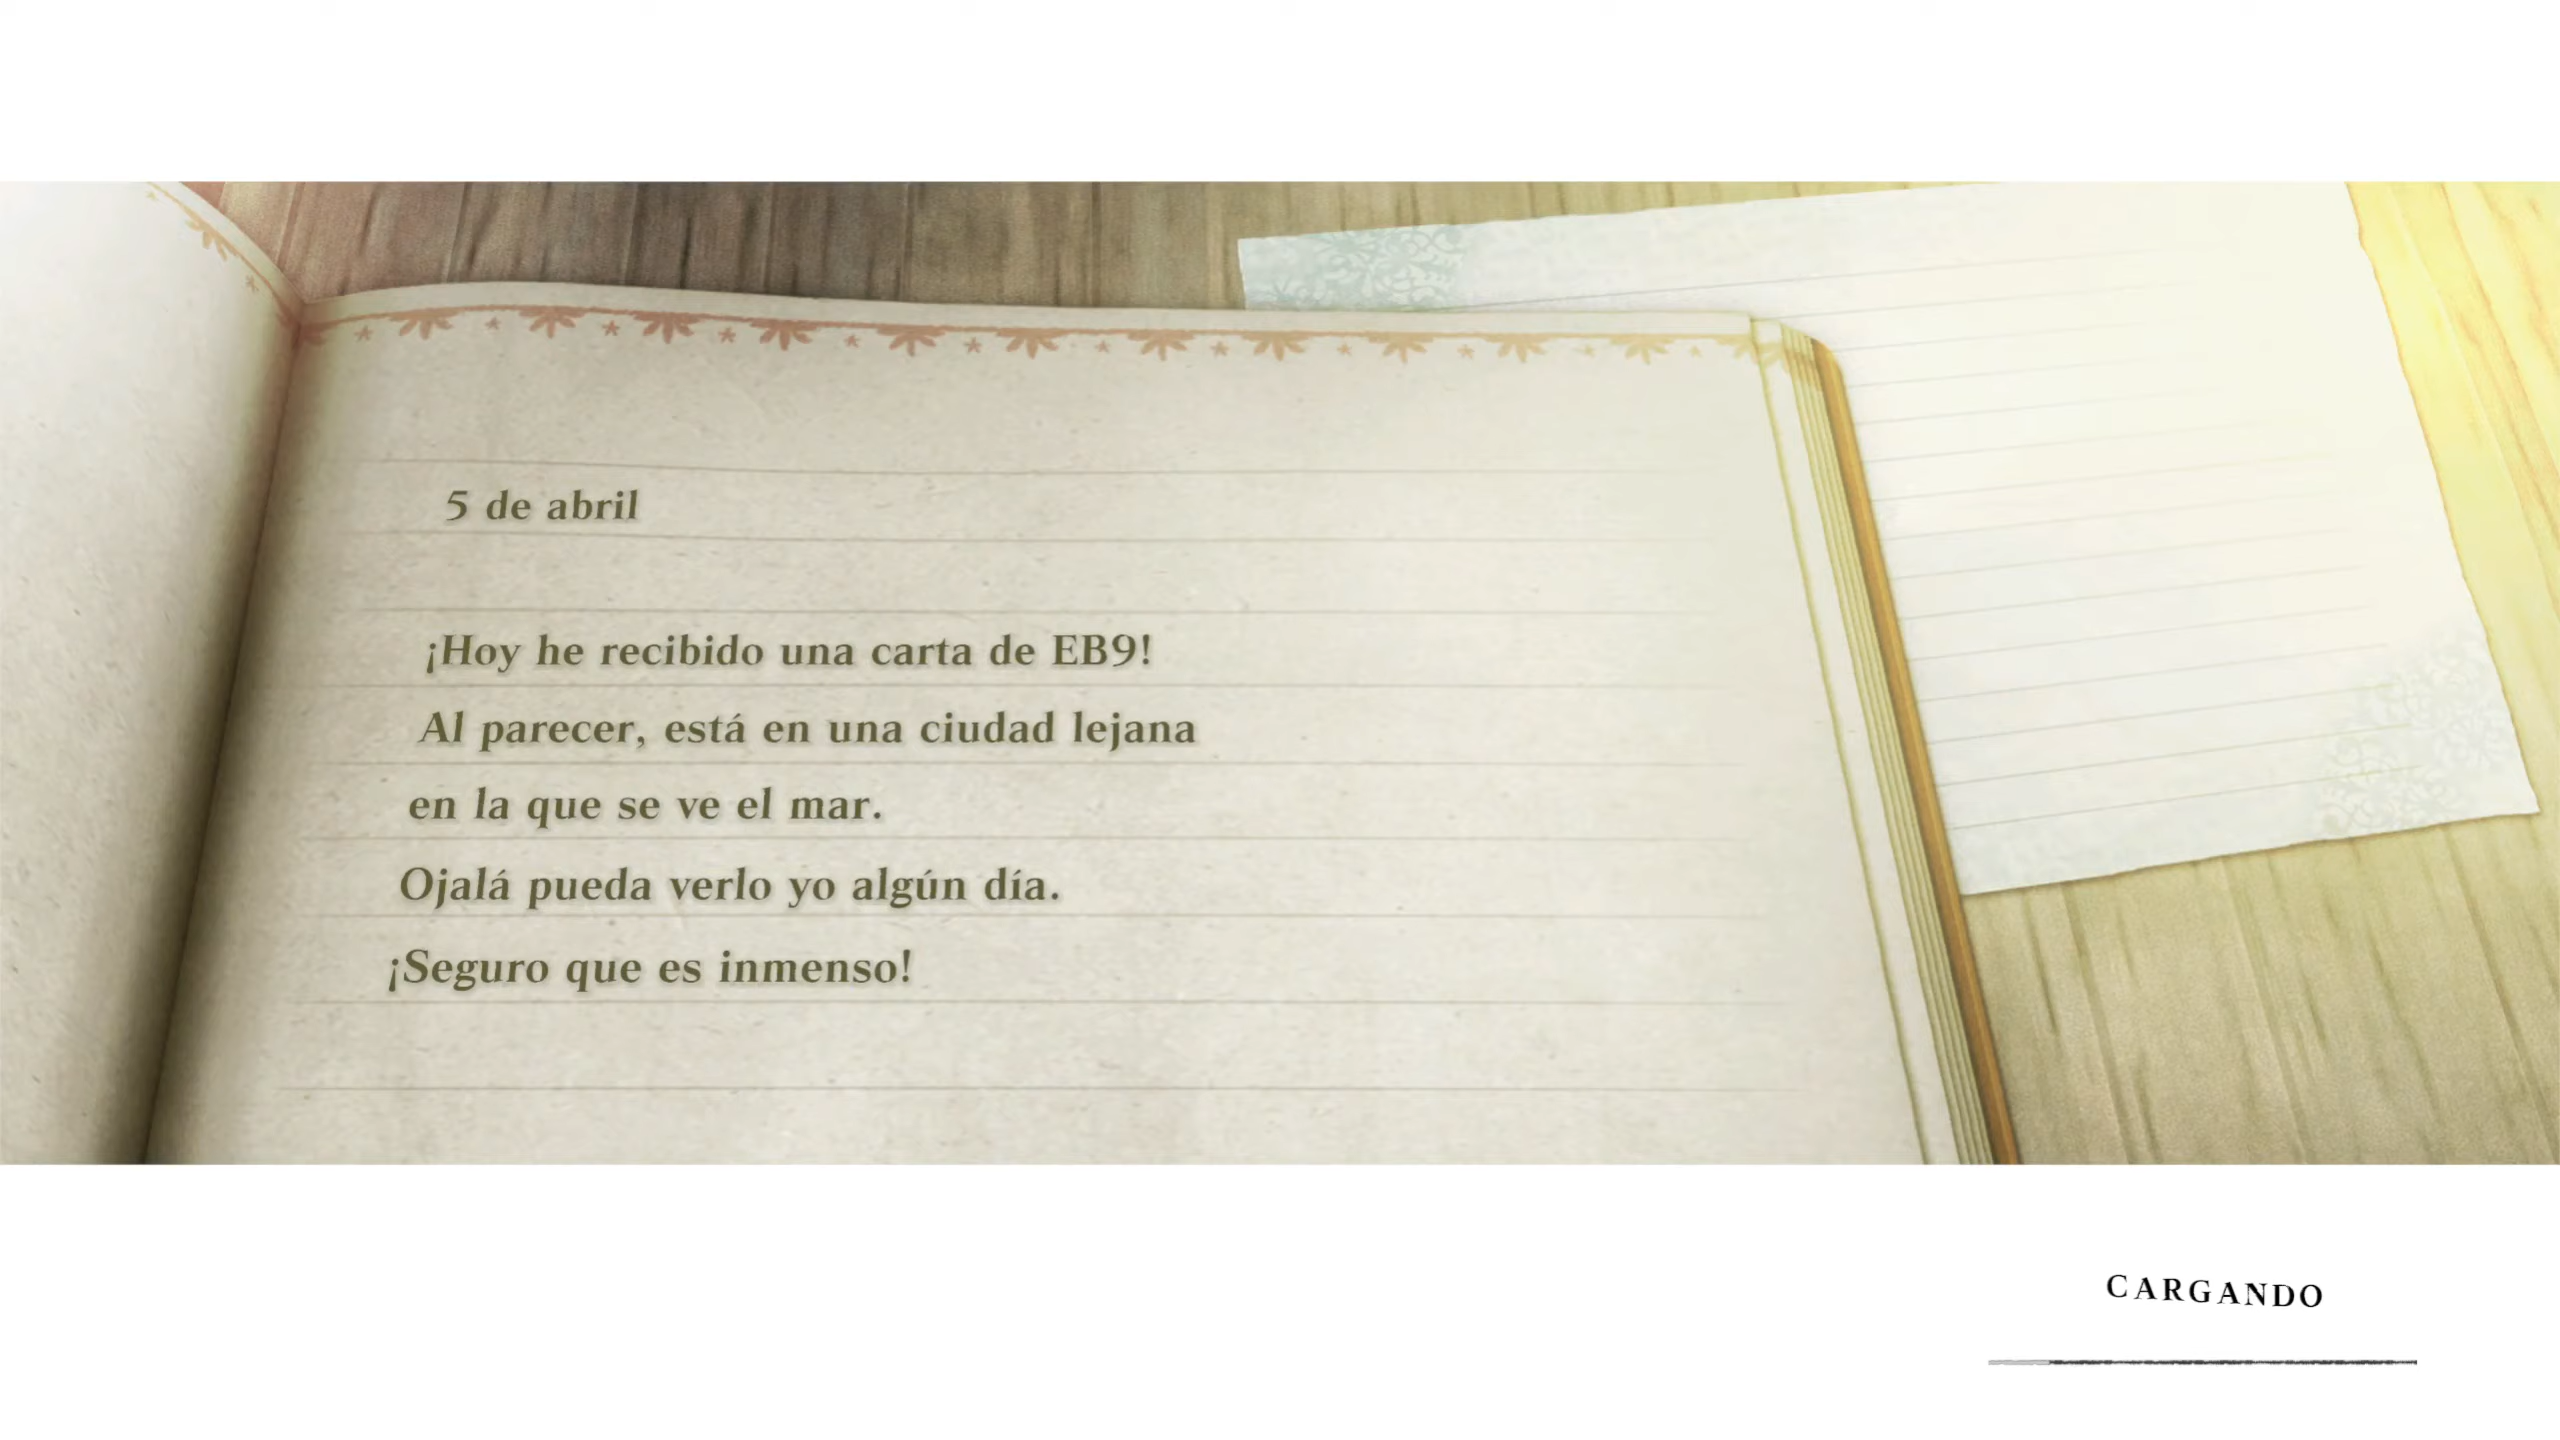 5 de abril
¡Hoy he recibido una carta de EB9!
Al parecer, está en una ciudad lejana
en la que se ve el mar.
Ojalá pueda verlo yo algún día.
¡Seguro que es inmenso!
CARGANDO